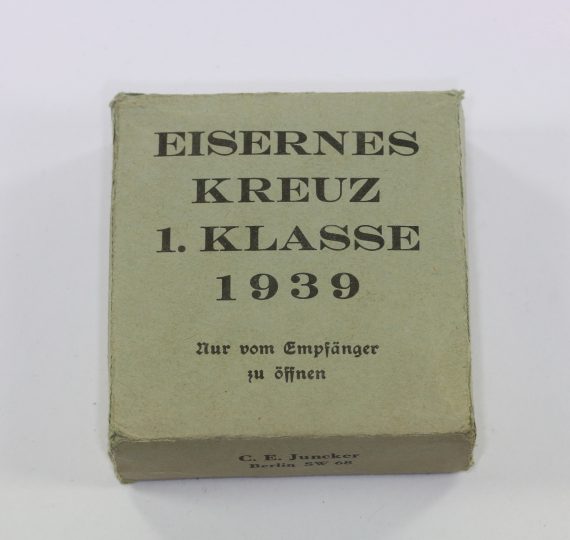 EISERNES
KREUZ
1. KLASSE
1939
Nur vom Empfänger
zu öffnen
C. E. Juncker
Berlin SW 68